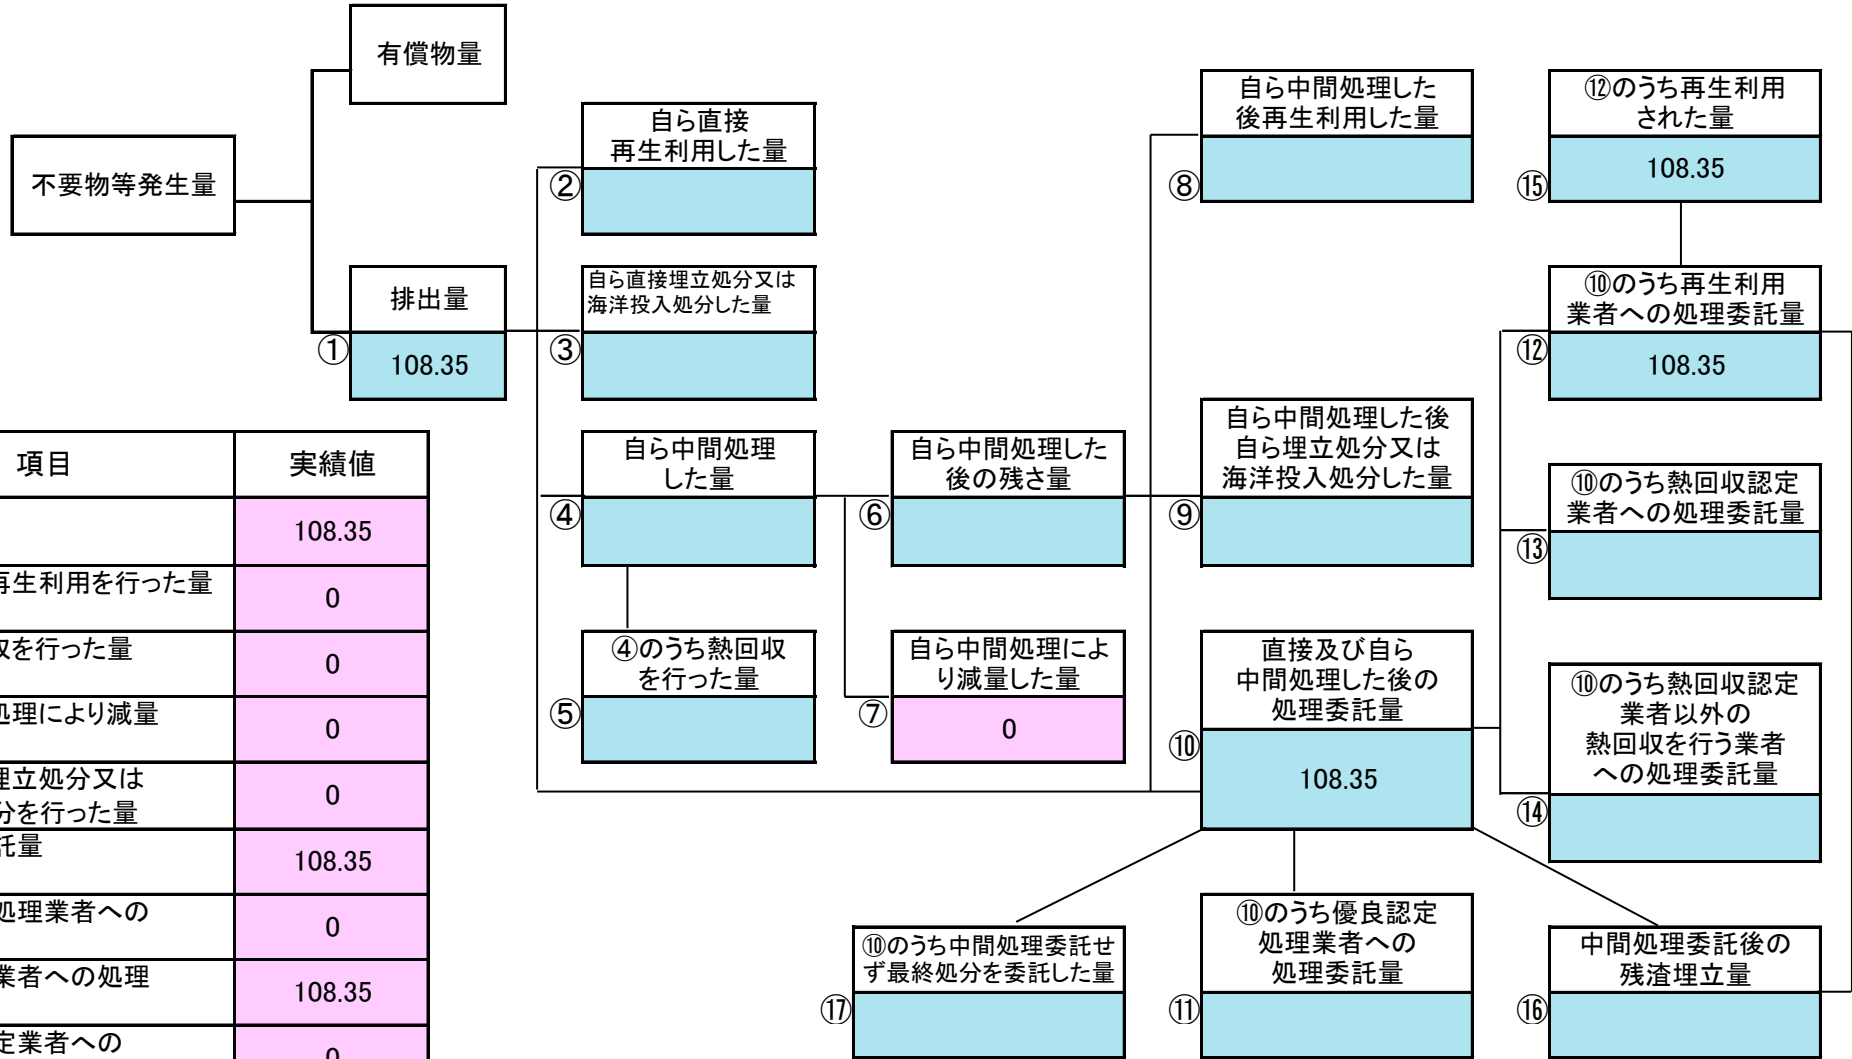 有償物量
不要物等発生量
排出量
①
108.35
自ら直接
再生利用した量
②
自ら直接埋立処分又は
海洋投入処分した量
③
自ら中間処理
した量
④
④のうち熱回収
を行った量
⑤
自ら中間処理した
後の残さ量
⑥
自ら中間処理によ
り減量した量
⑦
0
自ら中間処理した
後再生利用した量
⑧
自ら中間処理した後
自ら埋立処分又は
海洋投入処分した量
⑨
直接及び自ら
中間処理した後の
処理委託量
⑩
108.35
⑫のうち再生利用
された量
⑮
108.35
⑩のうち再生利用
業者への処理委託量
⑫
108.35
⑩のうち熱回収認定
業者への処理委託量
⑬
⑩のうち熱回収認定
業者以外の
熱回収を行う業者
への処理委託量
⑭
⑩のうち中間処理委託せ
ず最終処分を委託した量
⑰
⑩のうち優良認定
処理業者への
処理委託量
⑪
中間処理委託後の
残渣埋立量
⑯
項目
実績値
108.35
再生利用を行った量
0
を行った量
0
処理により減量
0
埋立処分又は
分を行った量
0
託量
108.35
処理業者への
0
業者への処理
108.35
定業者への
0